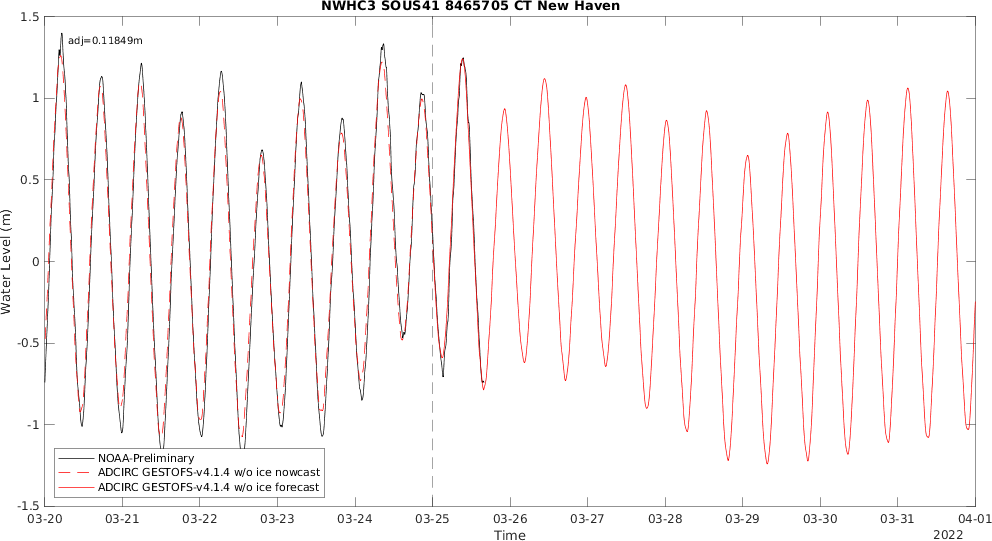 NWHC3 SOUS41 8465705 CT New Haven
adj=0.11849m
1.5
1
0.5
0
-0.5
-1
-1.5
Water Level (m)
NOAA-Preliminary
ADCIRC GESTOFS-v4.1.4 w/o ice nowcast
ADCIRC GESTOFS-v4.1.4 w/o ice forecast
03-20 03-21 03-22 03-23 03-24 03-25 03-26 03-27 03-28 03-29 03-30 03-31 04-01
Time
2022